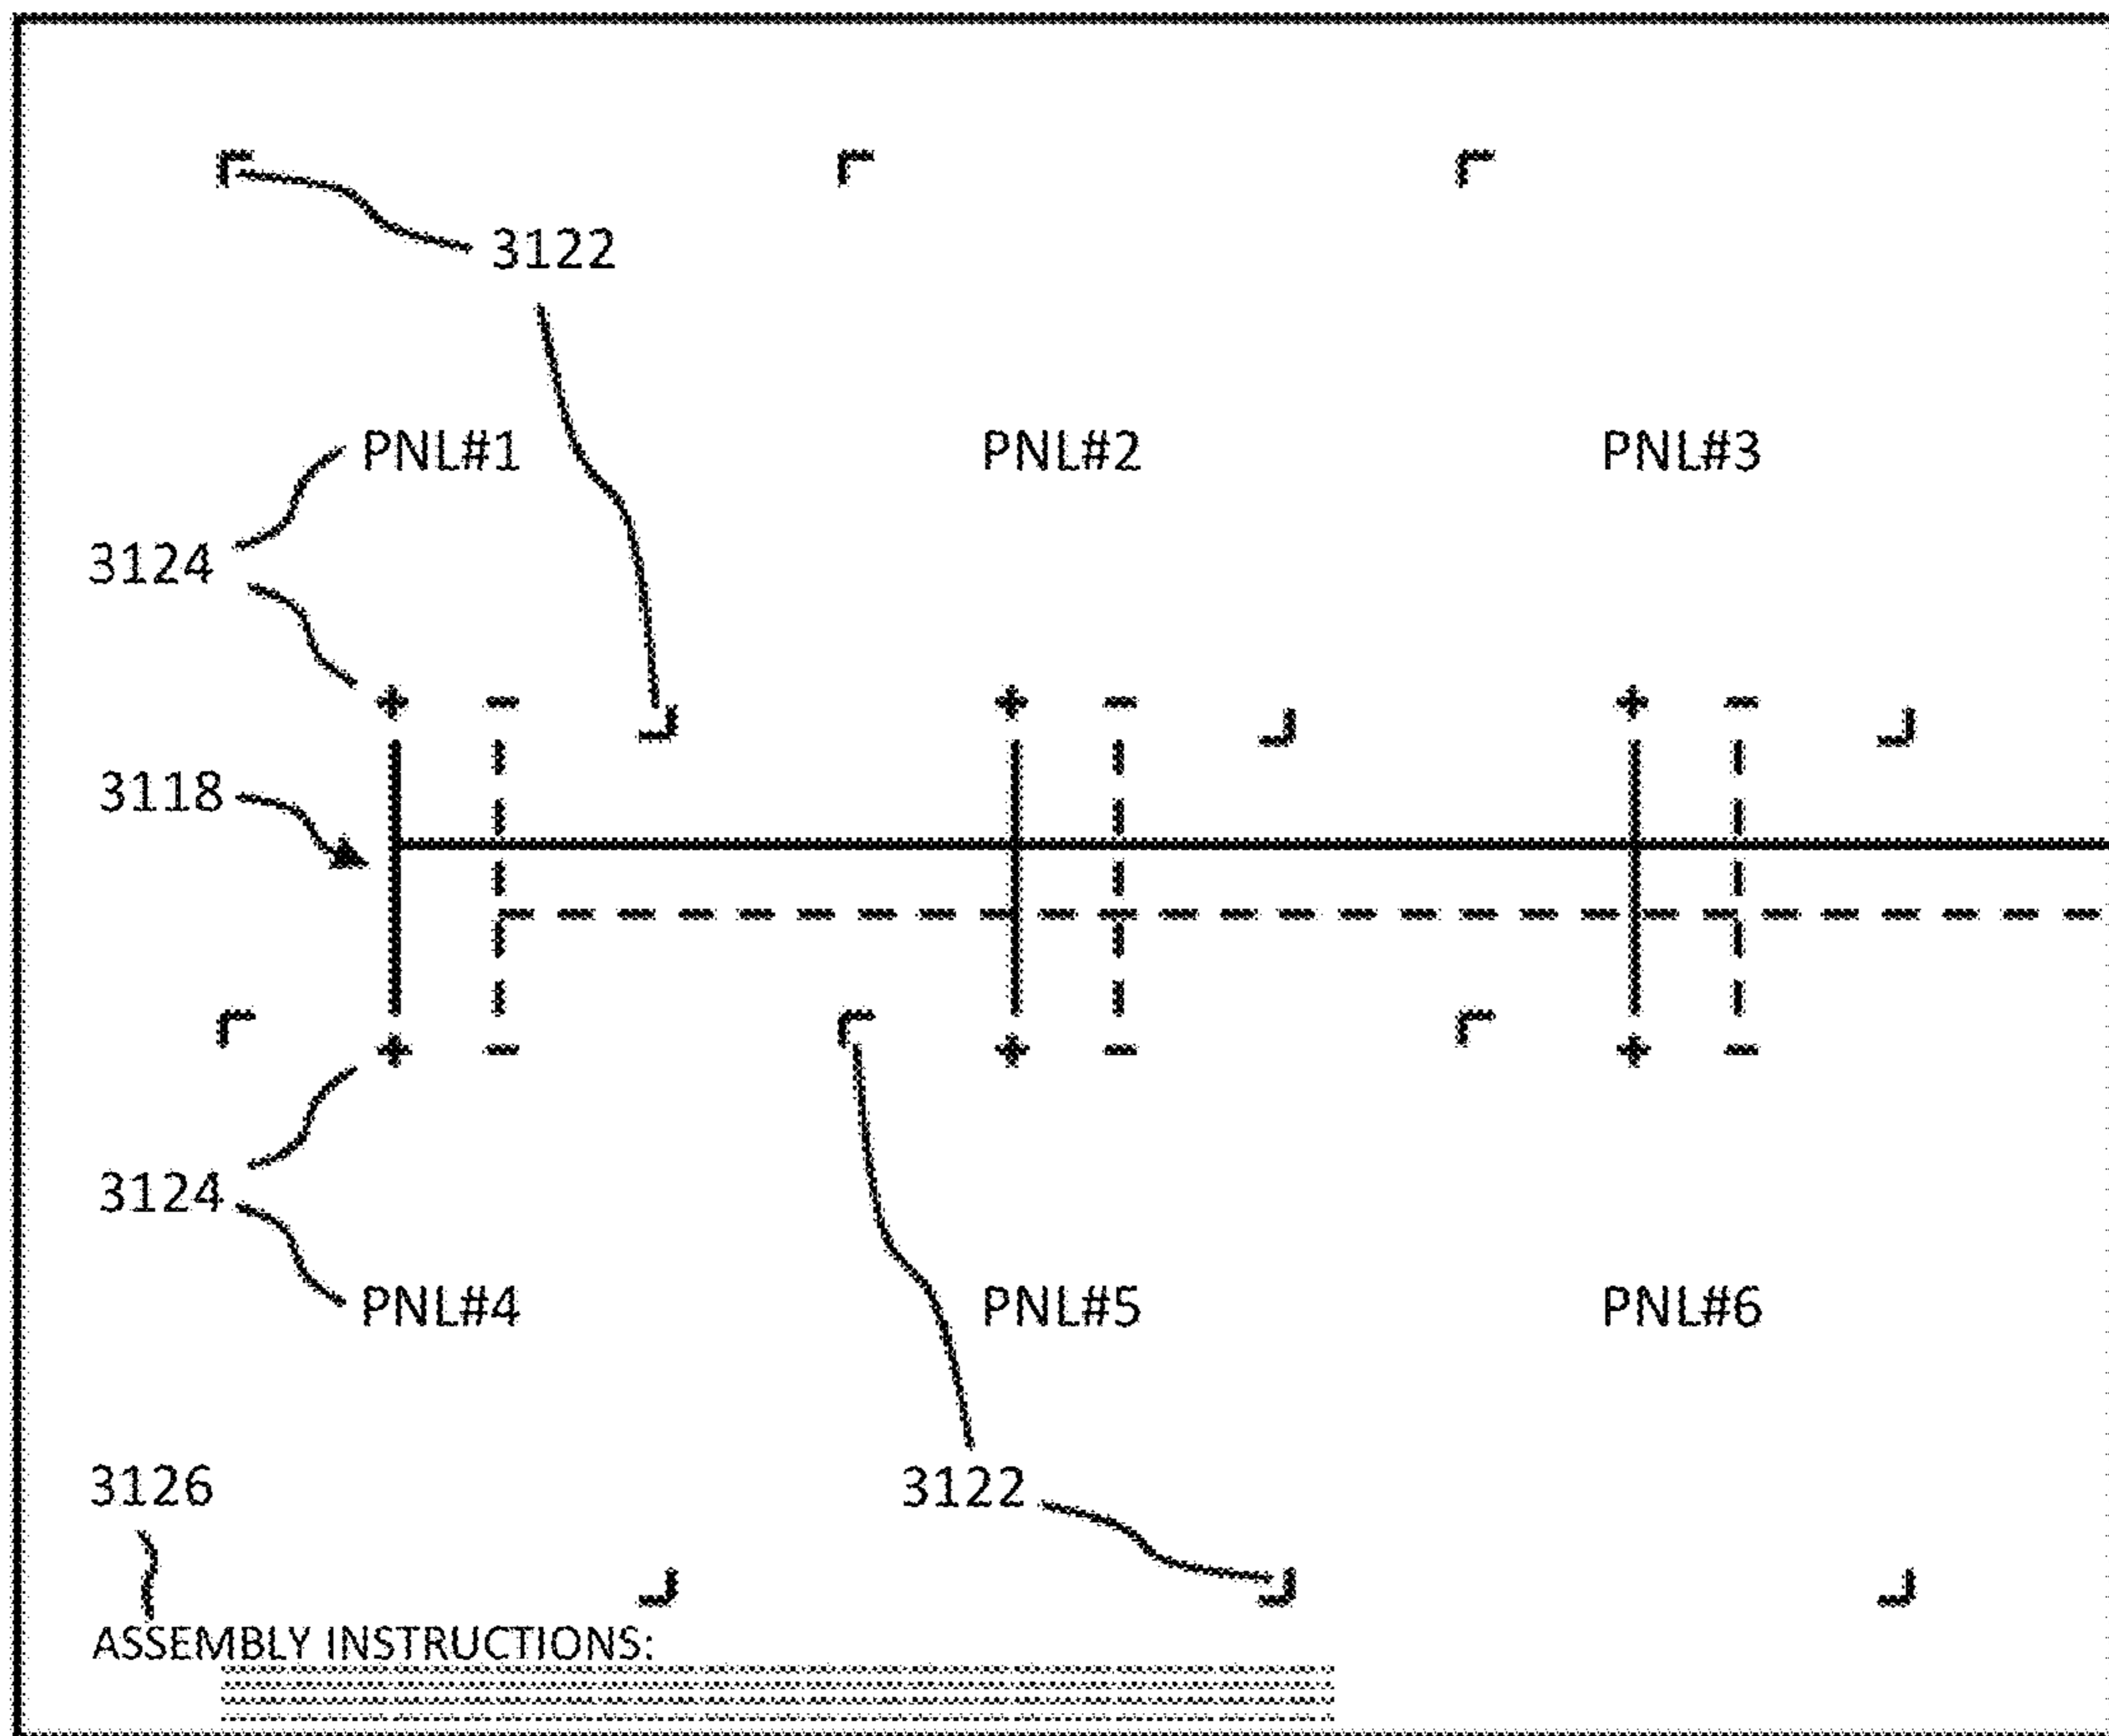 3122
PNL#1 PNL#2 PNL#3
3124
+ - + - + -
3118
+ - + - + -
3124
PNL#4 PNL#5 PNL#6
3126 3122
ASSEMBLY INSTRUCTIONS: